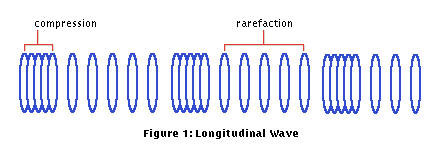 compression
rarefaction
Figure 1: Longitudinal Wave